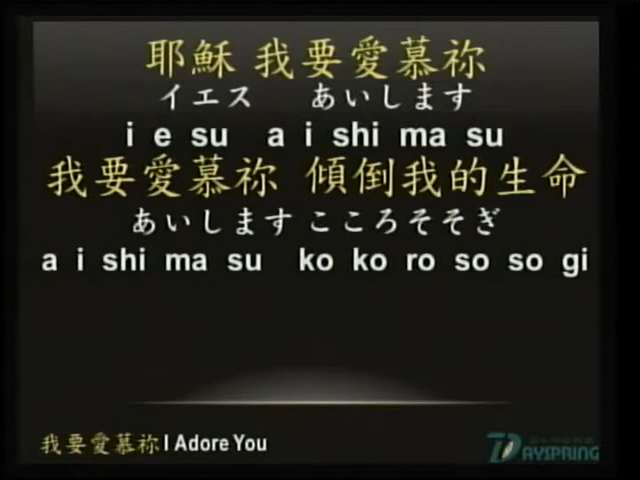 耶穌 我要愛慕祢
イエス あいします
i e su a i shi ma su
我要愛慕祢 傾倒我的生命
あいします こころそそぎ
a i shi ma su ko ko ro so so gi
我要愛慕祢 I Adore You
DAYSPRING